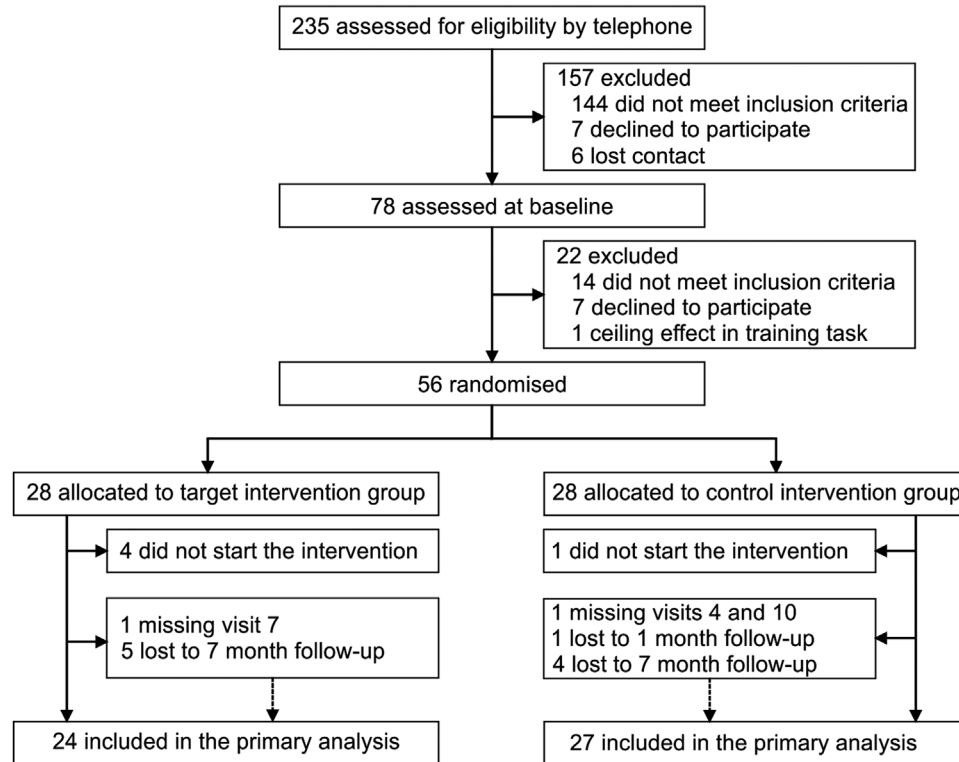 235 assessed for eligibility by telephone
157 excluded
144 did not meet inclusion criteria
7 declined to participate
6 lost contact
78 assessed at baseline
22 excluded
14 did not meet inclusion criteria
7 declined to participate
1 ceiling effect in training task
56 randomised
28 allocated to target intervention group
28 allocated to control intervention group
4 did not start the intervention
1 did not start the intervention
1 missing visit 7
5 lost to 7 month follow-up
1 missing visits 4 and 10
1 lost to 1 month follow-up
4 lost to 7 month follow-up
24 included in the primary analysis
27 included in the primary analysis